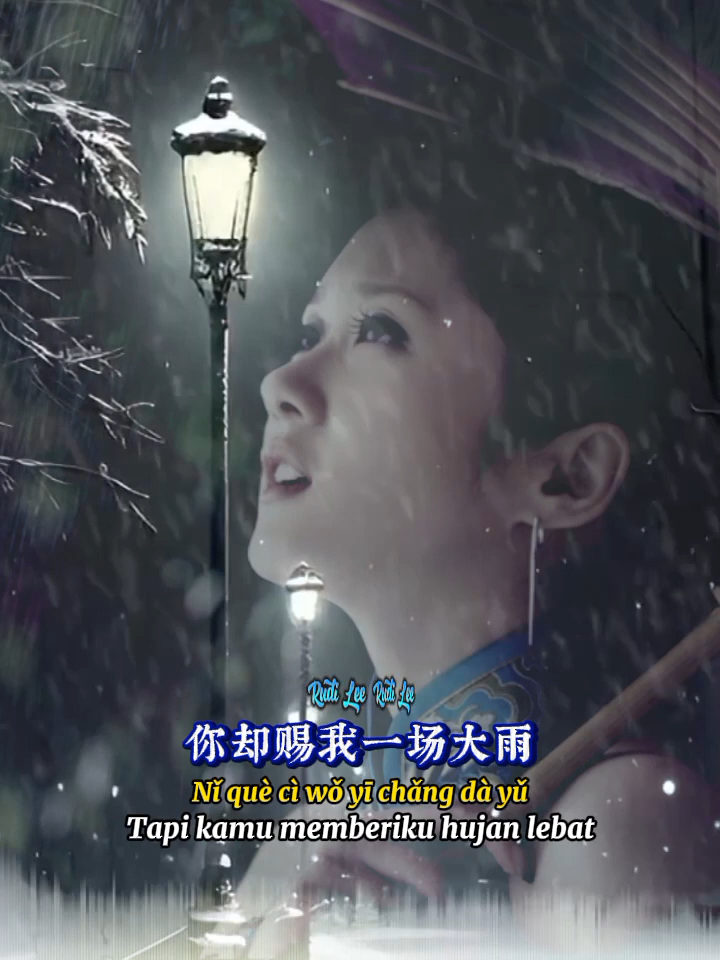 Rudi Lee Rudi Lee
你却赐我一场大雨
Nǐ què cì wǒ yī chǎng dà yǔ
Tapi kamu memberiku hujan lebat